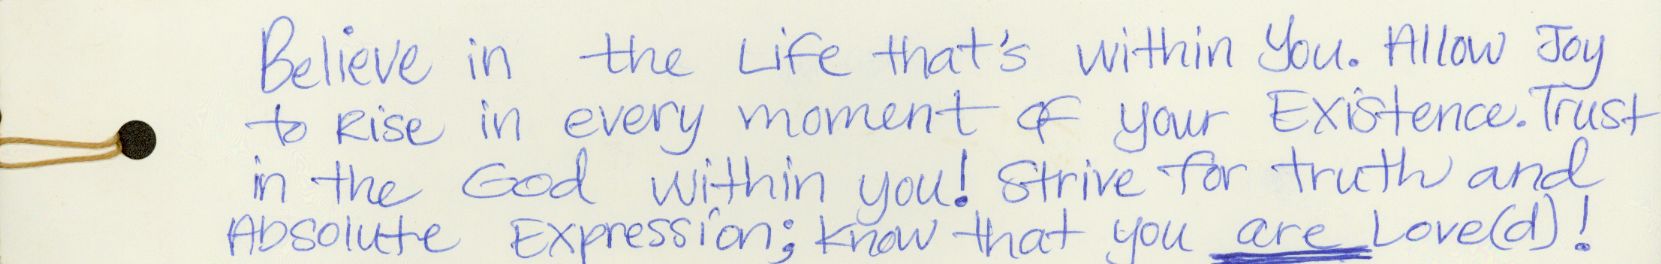 Believe in the Life that's within You. Allow Joy
to Rise in every moment of your Existence. Trust
in the God within you! Strive for truth and
Absolute Expression; know that you are Love(d)!